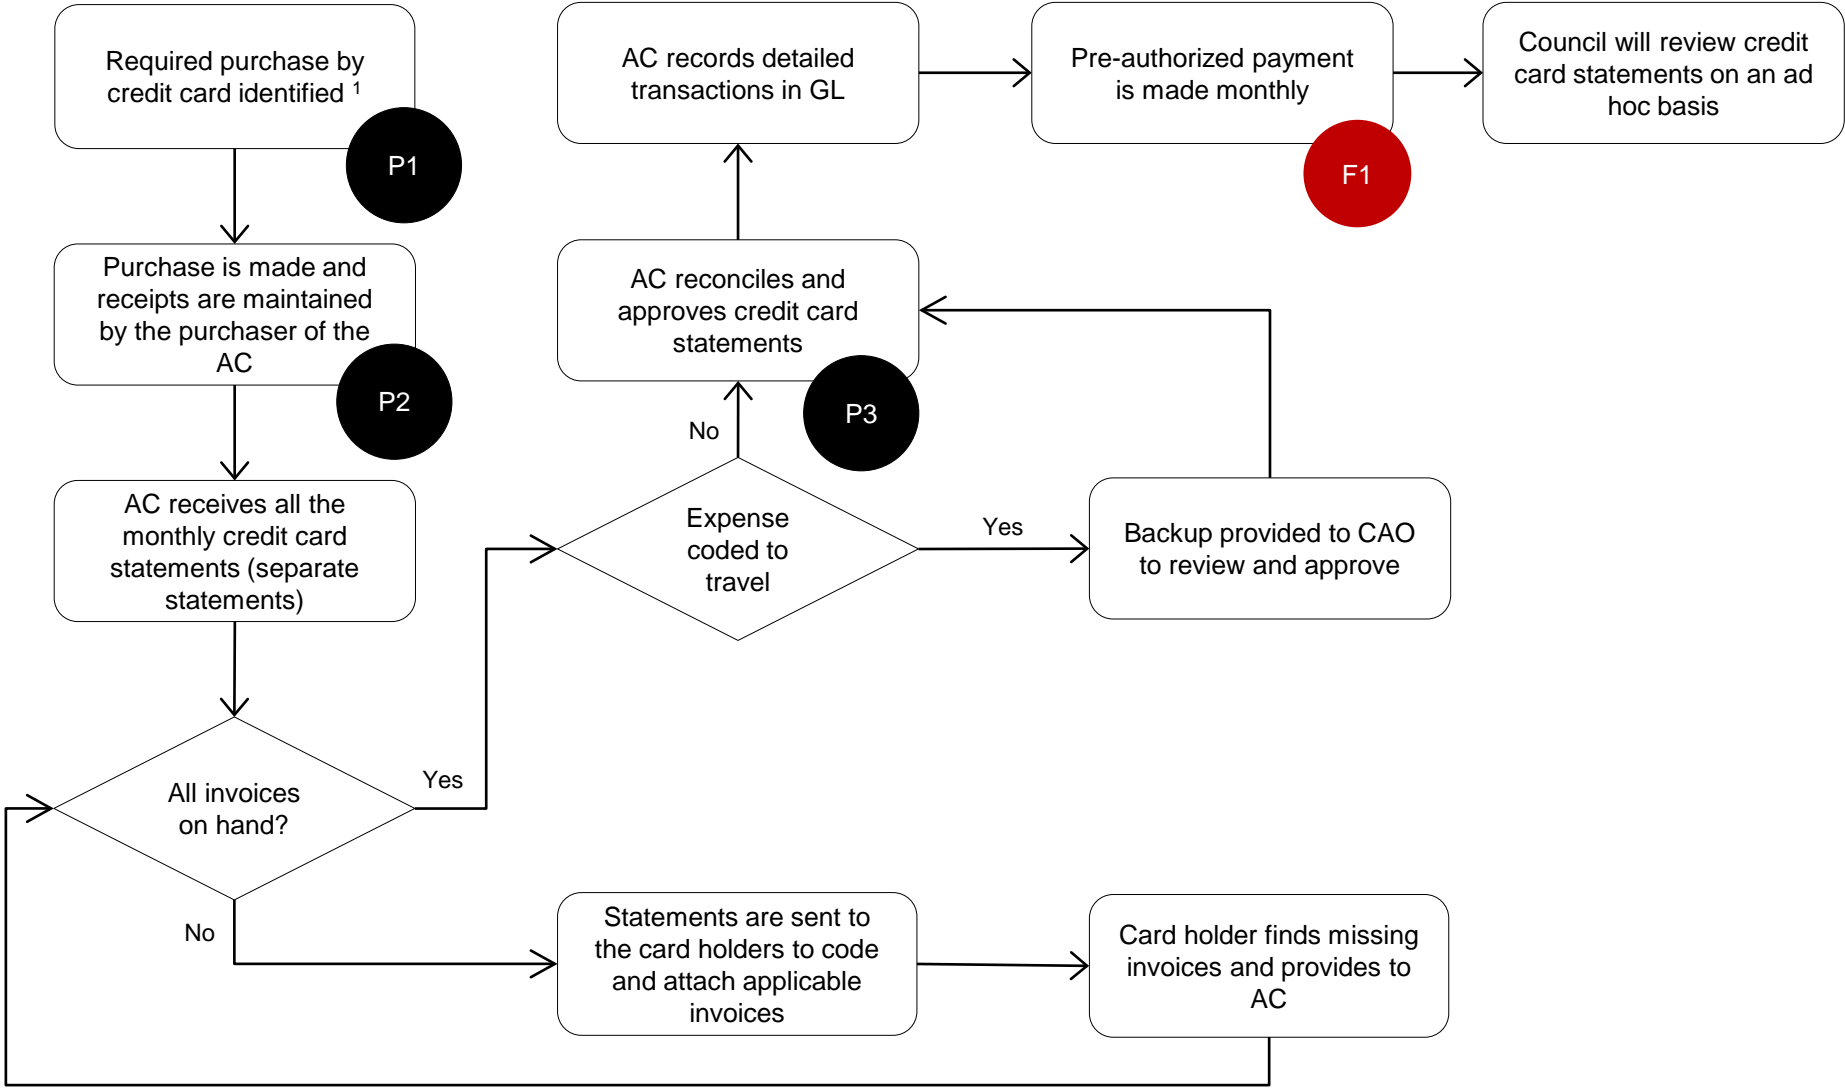 Required purchase by
credit card identified 1
P1
Purchase is made and
receipts are maintained
by the purchaser of the
AC
P2
AC receives all the
monthly credit card
statements (separate
statements)
All invoices
on hand?
Yes
No
Statements are sent to
the card holders to code
and attach applicable
invoices
Card holder finds missing
invoices and provides to
AC
Expense
coded to
travel
Yes
No
Backup provided to CAO
to review and approve
AC reconciles and
approves credit card
statements
P3
AC records detailed
transactions in GL
Pre-authorized payment
is made monthly
F1
Council will review credit
card statements on an ad
hoc basis